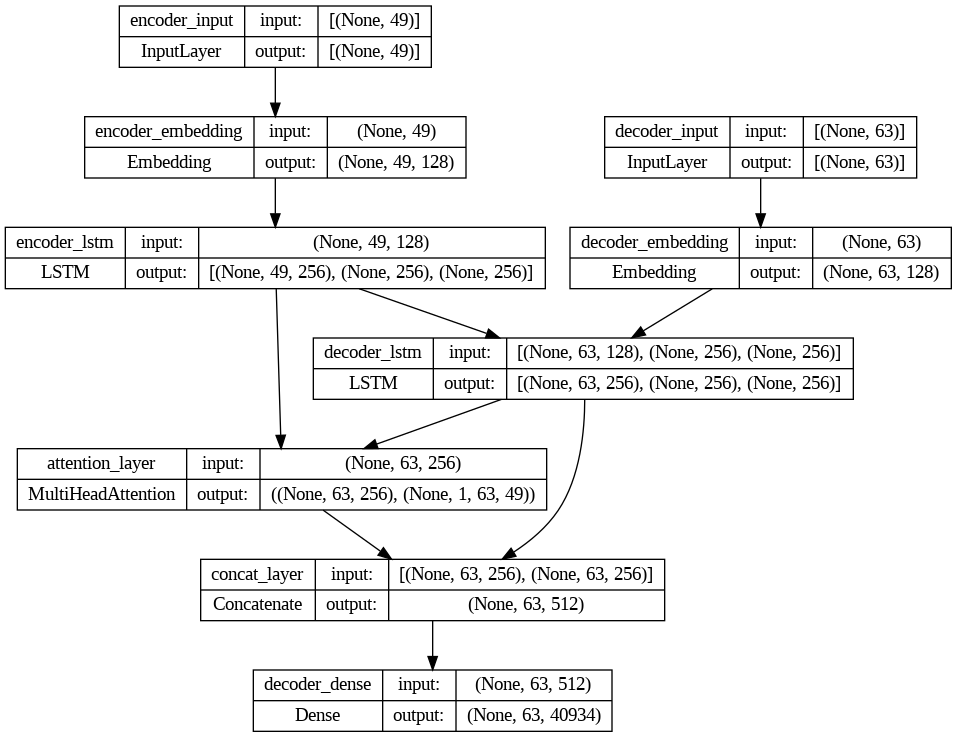 encoder_input input: [(None, 49)]
InputLayer output: [(None, 49)]
encoder_embedding input: (None, 49)
Embedding output: (None, 49, 128)
decoder_input input: [(None, 63)]
InputLayer output: [(None, 63)]
encoder_lstm input: (None, 49, 128)
LSTM output: [(None, 49, 256), (None, 256), (None, 256)]
decoder_embedding input: (None, 63)
Embedding output: (None, 63, 128)
decoder_lstm input: [(None, 63, 128), (None, 256), (None, 256)]
LSTM output: [(None, 63, 256), (None, 256), (None, 256)]
attention_layer input: (None, 63, 256)
MultiHeadAttention output: ((None, 63, 256), (None, 1, 63, 49))
concat_layer input: [(None, 63, 256), (None, 63, 256)]
Concatenate output: (None, 63, 512)
decoder_dense input: (None, 63, 512)
Dense output: (None, 63, 40934)